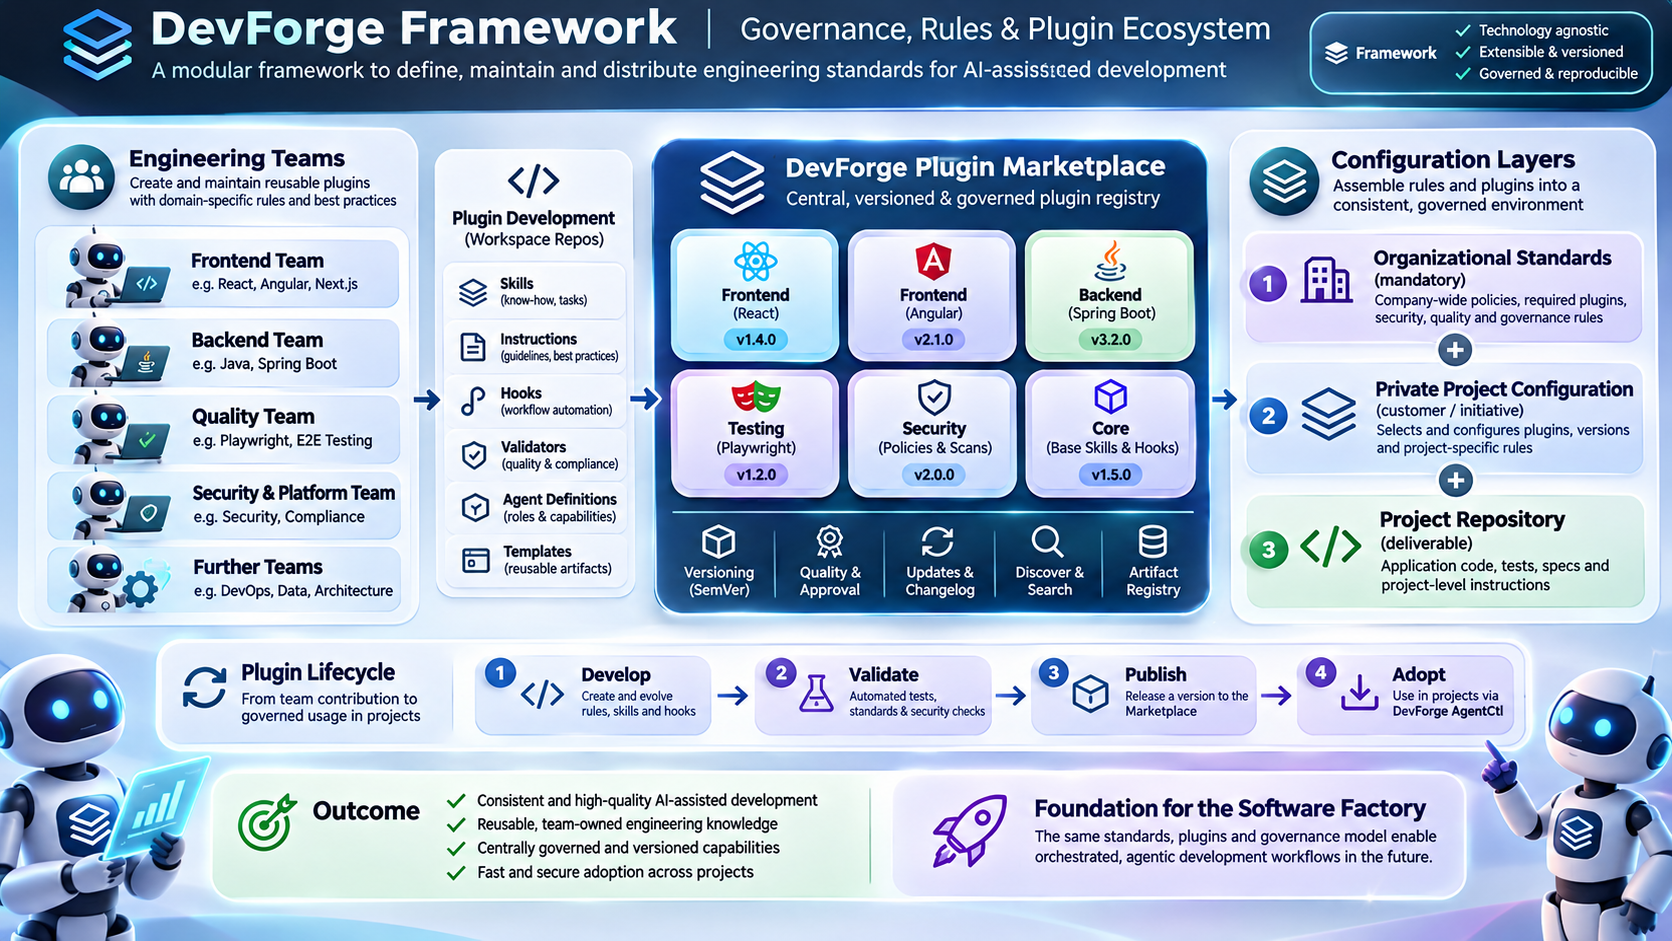 DevForge Framework
Governance, Rules & Plugin Ecosystem
A modular framework to define, maintain and distribute engineering standards for development
Framework
Technology agnostic
Extensible & versioned
Governed & reproducible
Engineering Teams
Create and maintain reusable plugins
with domain-specific rules and best practices
Frontend Team
e.g. React, Angular, Next.js
Backend Team
e.g. Java, Spring Boot
Quality Team
e.g. Playwright, E2E Testing
Security & Platform Team
e.g. Security, Compliance
Further Teams
e.g. DevOps, Data, Architecture
Plugin Development
(Workspace Repos)
Skills
(know-how, tasks)
Instructions
(guidelines, best practices)
Hooks
(workflow automation)
Validators
(quality & compliance)
Agent Definitions
(roles & capabilities)
Templates
(reusable artifacts)
DevForge Plugin Marketplace
Central, versioned & governed plugin registry
Frontend
(React)
v1.4.0
Frontend
(Angular)
v2.1.0
Backend
(Spring Boot)
v3.2.0
Testing
(Playwright)
v1.2.0
Security
(Policies & Scans)
v2.0.0
Core
(Base Skills & Hooks)
v1.5.0
Versioning
(SemVer)
Quality &
Approval
Updates &
Changelog
Discover &
Search
Artifact
Registry
Configuration Layers
Assemble rules and plugins into a
consistent, governed environment
1
Organizational Standards
(mandatory)
Company-wide policies, required plugins,
security, quality and governance rules
+
2
Private Project Configuration
(customer / initiative)
Selects and configures plugins, versions
and project-specific rules
+
3
Project Repository
(deliverable)
Application code, tests, specs and
project-level instructions
Plugin Lifecycle
From team contribution to
governed usage in projects
1
Develop
Create and evolve
rules, skills and hooks
2
Validate
Automated tests,
standards & security checks
3
Publish
Release a version to the
Marketplace
4
Adopt
Use in projects via
DevForge AgentCtl
Outcome
Consistent and high-quality AI-assisted development
Reusable, team-owned engineering knowledge
Centrally governed and versioned capabilities
Fast and secure adoption across projects
Foundation for the Software Factory
The same standards, plugins and governance model enable
orchestrated, agentic development workflows in the future.